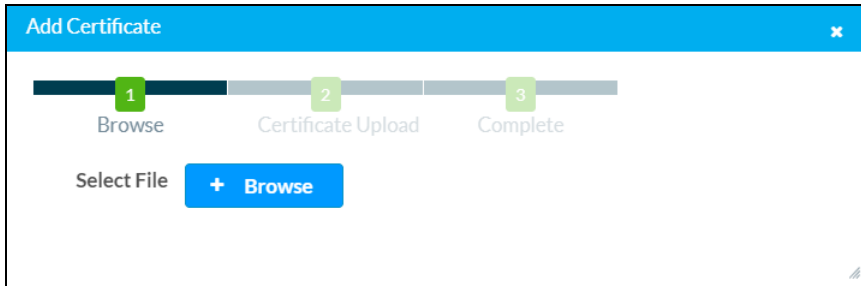 Add Certificate
1 2 3
Browse Certificate Upload Complete
Select File + Browse